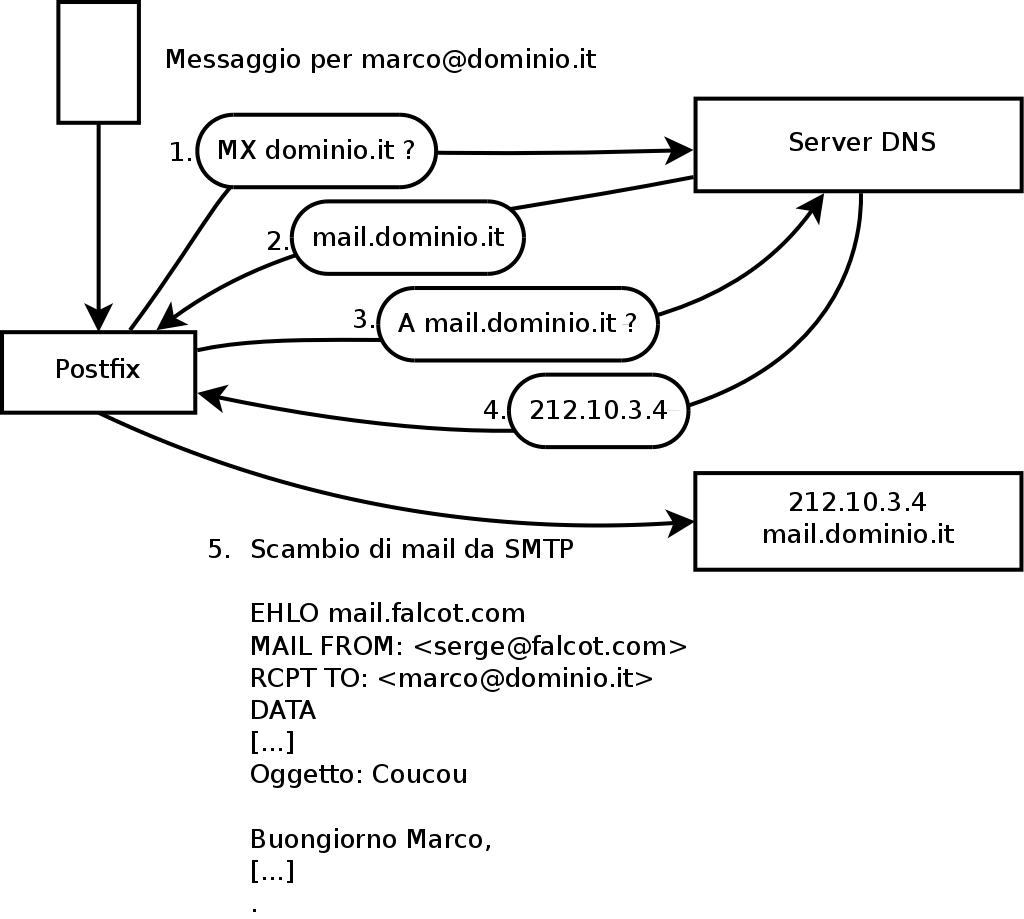 Messaggio per marco@dominio.it
1. MX dominio.it ?
Server DNS
2. mail.dominio.it
3. A mail.dominio.it ?
Postfix
4. 212.10.3.4
212.10.3.4
mail.dominio.it
5. Scambio di mail da SMTP
EHLO mail.falcot.com
MAIL FROM: <serge@falcot.com>
RCPT TO: <marco@dominio.it>
DATA
[...]
Oggetto: Coucou
Buongiorno Marco,
[...]
.